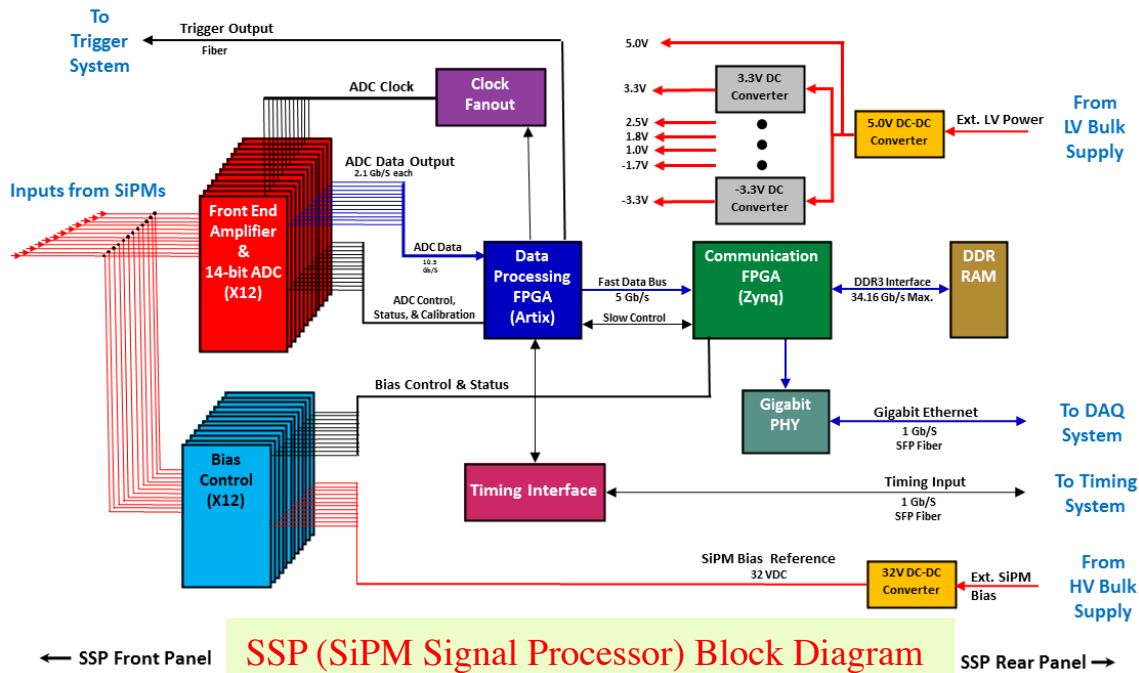 To
Trigger
System
Trigger Output
Fiber
ADC Clock
Clock
Fanout
5.0V
3.3V
2.5V
1.8V
1.0V
-1.7V
-3.3V
3.3V DC
Converter
-3.3V DC
Converter
5.0V DC-DC
Converter
Ext. LV Power
From
LV Bulk
Supply
Inputs from SiPMs
Front End
Amplifier
&
14-bit ADC
(X12)
ADC Data Output
2.1 Gb/S each
ADC Data
10.5
Gb/S
ADC Control,
Status, & Calibration
Data
Processing
FPGA
(Artix)
Fast Data Bus
5 Gb/s
Slow Control
Communication
FPGA
(Zynq)
DDR3 Interface
34.16 Gb/s Max.
DDR
RAM
Bias Control & Status
Gigabit
PHY
Gigabit Ethernet
1 Gb/S
SFP Fiber
To DAQ
System
Bias
Control
(X12)
Timing Interface
Timing Input
1 Gb/S
SFP Fiber
To Timing
System
SiPM Bias Reference
32 VDC
32V DC-DC
Converter
Ext. SiPM
Bias
From
HV Bulk
Supply
SSP Front Panel
SSP (SiPM Signal Processor) Block Diagram
SSP Rear Panel